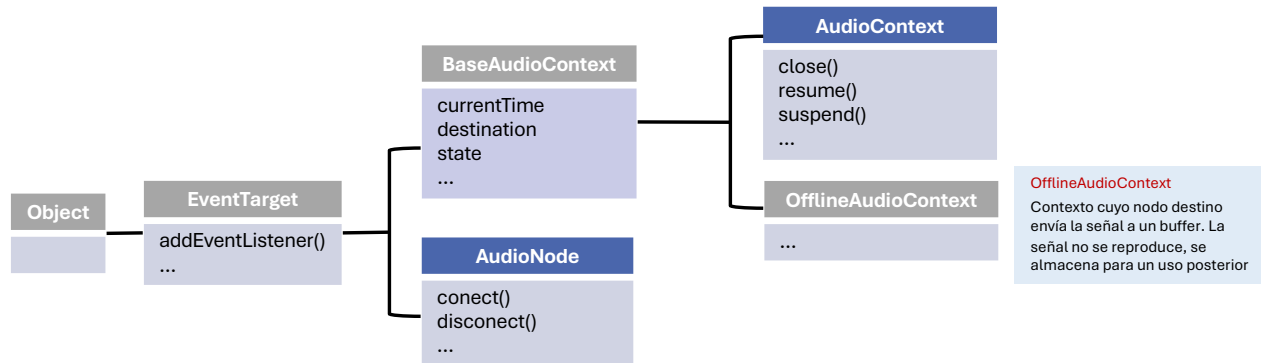 Object
EventTarget
addEventListener()
...
BaseAudioContext
currentTime
destination
state
...
AudioNode
conect()
disconect()
...
AudioContext
close()
resume()
suspend()
...
OfflineAudioContext
...
OfflineAudioContext
Contexto cuyo nodo destino
envía la señal a un buffer. La
señal no se reproduce, se
almacena para un uso posterior